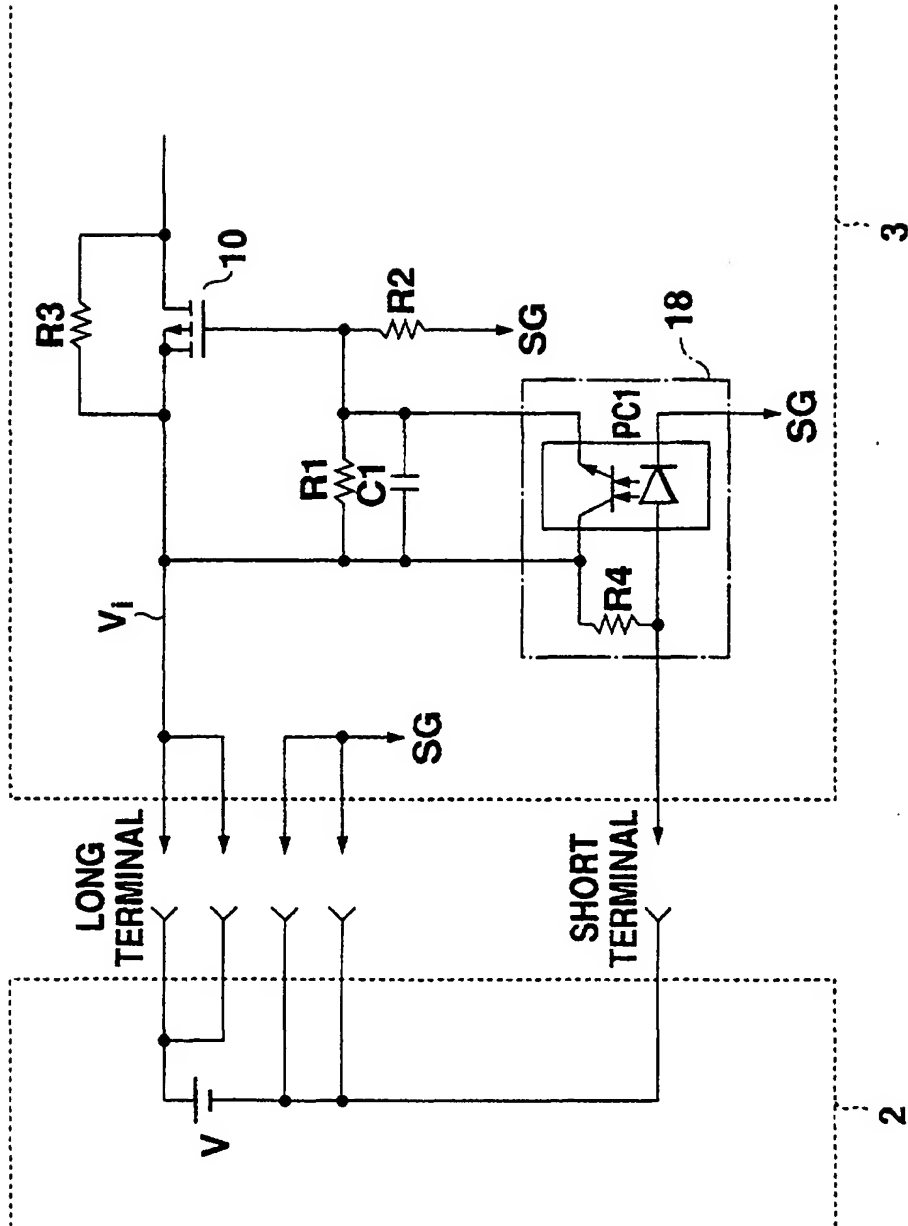 R3
10
Vi
R1
C1
R2
SG
18
PC1
R4
SG
SG
LONG
TERMINAL
SHORT
TERMINAL
V
3
2